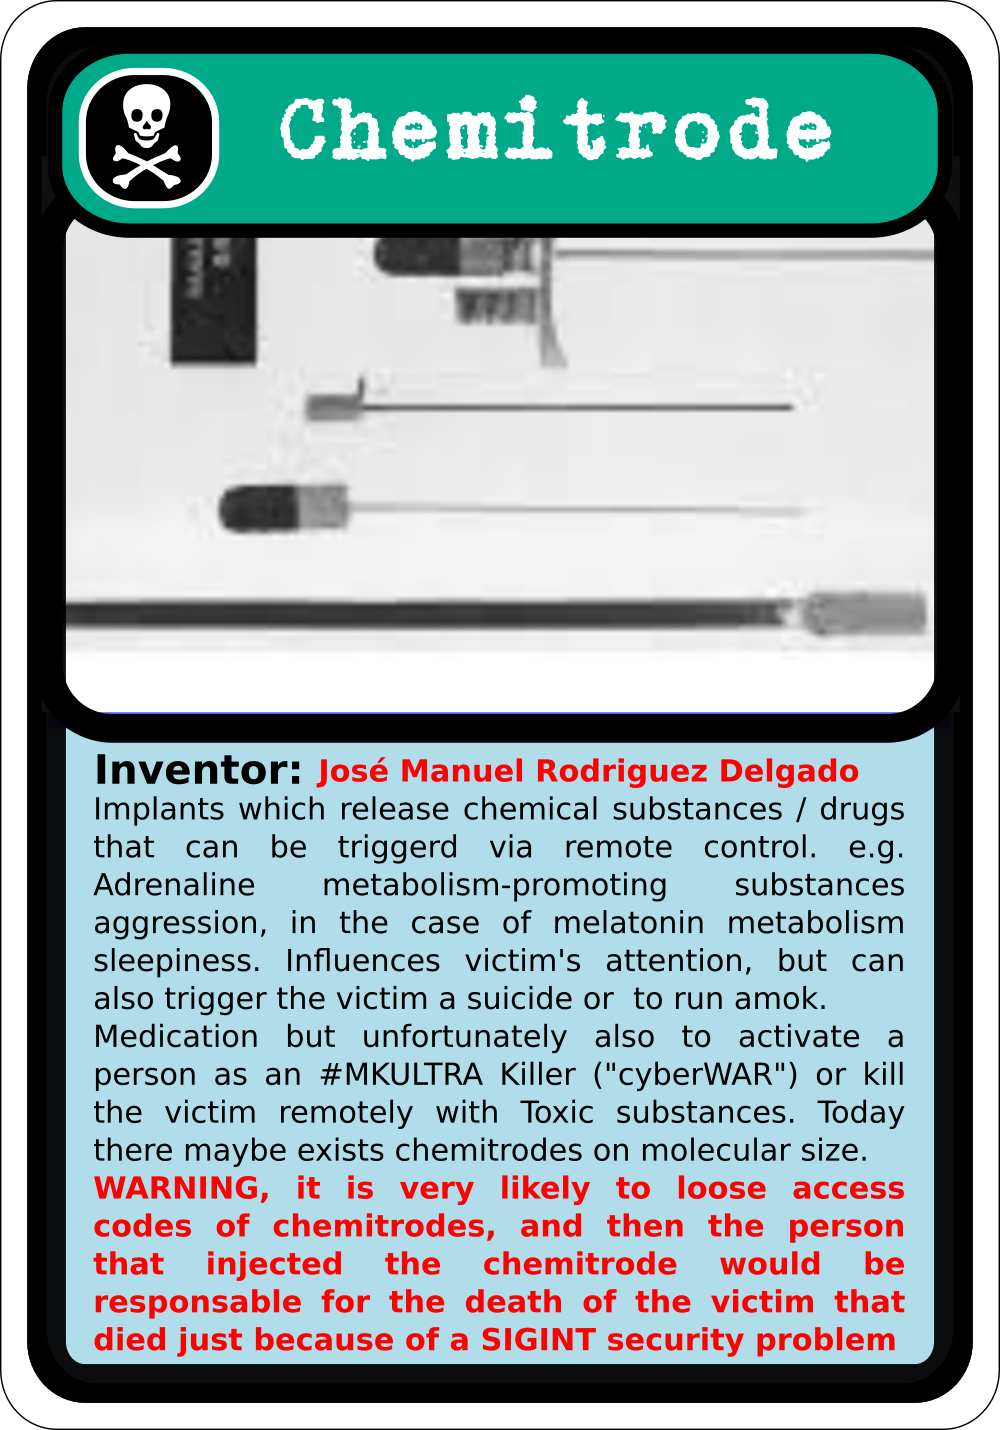 Chemitrode
Inventor: José Manuel Rodriguez Delgado
Implants which release chemical substances / drugs
that can be triggerd via remote control. e.g.
Adrenaline metabolism-promoting substances
aggression, in the case of melatonin metabolism
sleepiness. Influences victim's attention, but can
also trigger the victim a suicide or to run amok.
Medication but unfortunately also to activate a
person as an #MKULTRA Killer ("cyberWAR") or kill
the victim remotely with Toxic substances. Today
there maybe exists chemitrodes on molecular size.
WARNING, it is very likely to loose access
codes of chemitrodes, and then the person
that injected the chemitrode would be
responsable for the death of the victim that
died just because of a SIGINT security problem